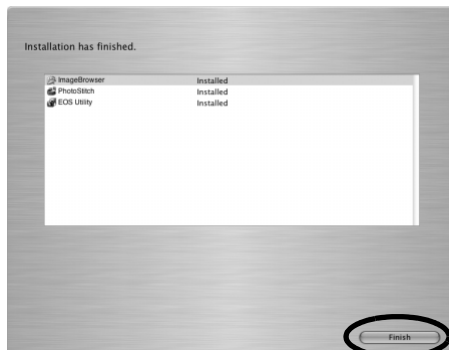 Installation has finished.
ImageBrowser Installed
PhotoStitch Installed
EOS Utility Installed
Finish